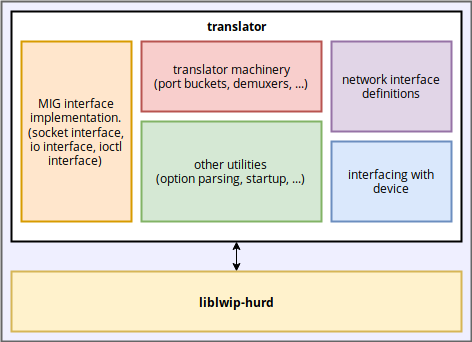 translator
MIG interface
implementation.
(socket interface,
io interface, ioctl
interface)
translator machinery
(port buckets, demuxers, ...)
other utilities
(option parsing, startup, ...)
network interface
definitions
interfacing with
device
liblwip-hurd